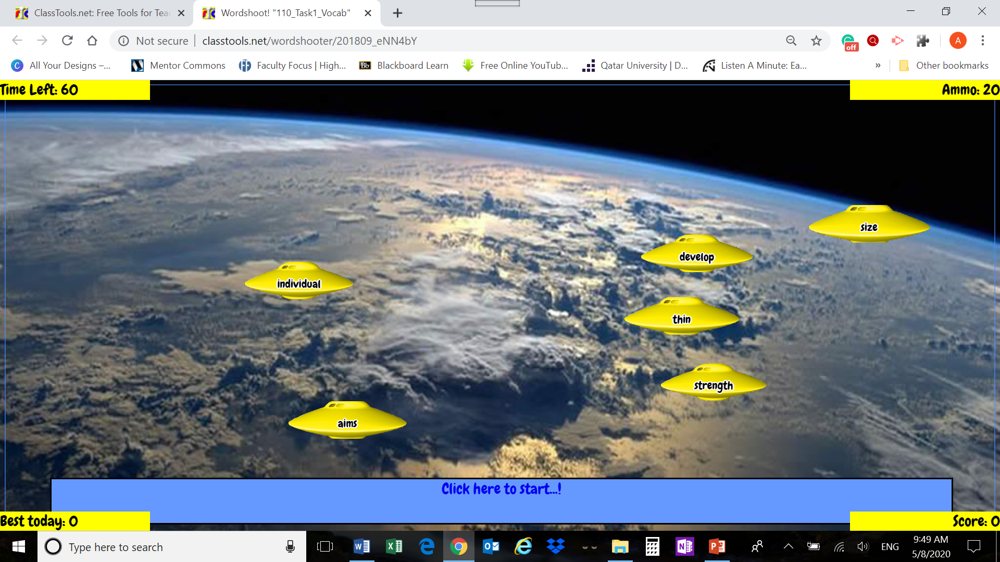 ClassTools.net: Free Tools for Tea
Wordshoot! "110_Task1_Vocab"
Not secure
classtools.net/wordshooter/201809_eNN4bY
off
A
All Your Designs –...
Mentor Commons
Faculty Focus | High...
Bb
Blackboard Learn
Free Online YouTub...
Qatar University | D...
Listen A Minute: Ea...
»
Other bookmarks
Time Left: 60
Ammo: 20
size
develop
individual
thin
strength
aims
Click here to start...!
Best today: 0
Score: 0
Type here to search
ENG
9:49 AM
5/8/2020